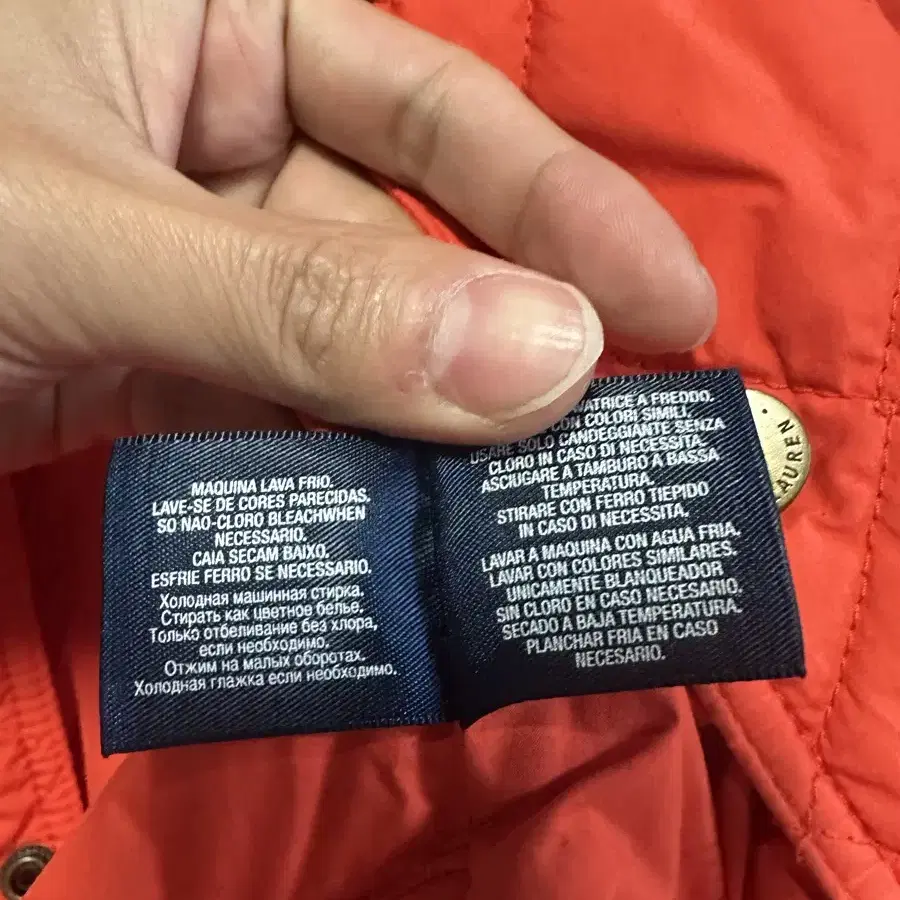 MAQUINA LAVA FRIO.
LAVE-SE DE CORES PARECIDAS.
SO NAO-CLORO BLEACHWHEN
NECESSARIO.
CAIA SECAM BAIXO.
ESFRIE FERRO SE NECESSARIO.
Холодная машинная стирка.
Стирать как цветное белье.
Только отбеливание без хлора,
если необходимо.
Отжим на малых оборотах.
Холодная глажка если необходимо.
A FREDDO.
CON COLORI SIMILI.
USARE SOLO CANDEGGIANTE SENZA
CLORO IN CASO DI NECESSITA.
ASCIUGARE A TAMBURO A BASSA
TEMPERATURA.
STIRARE CON FERRO TIEPIDO
IN CASO DI NECESSITA.
LAVAR A MAQUINA CON AGUA FRIA.
LAVAR CON COLORES SIMILARES.
UNICAMENTE BLANQUEADOR
SIN CLORO EN CASO NECESARIO.
SECADO A BAJA TEMPERATURA.
PLANCHAR FRIA EN CASO
NECESARIO.
LAUREN